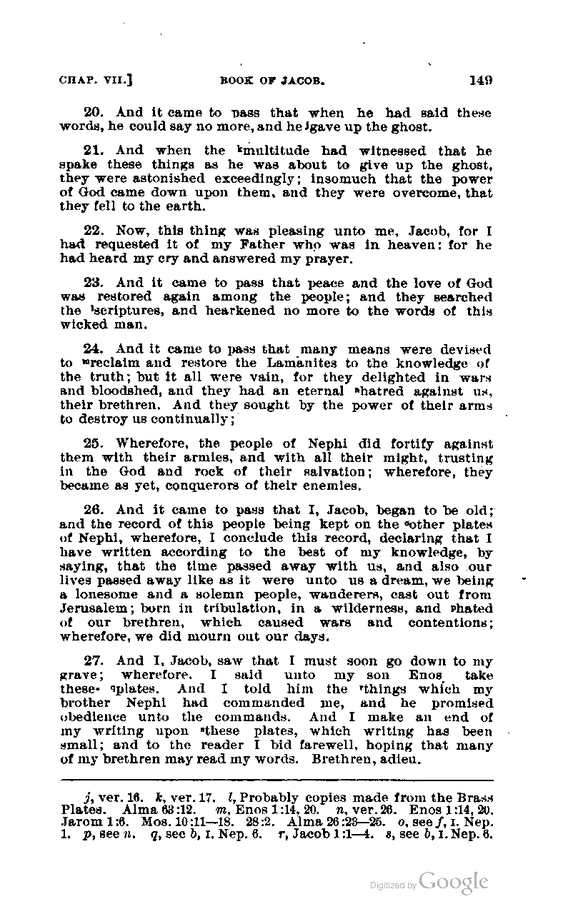 CHAP. VII.] BOOK OF JACOB. 149
20. And it came to pass that when he had said these
words, he could say no more, and he jgave up the ghost.
21. And when the kmultitude had witnessed that he
spake these things as he was about to give up the ghost,
they were astonished exceedingly; insomuch that the power
of God came down upon them, and they were overcome, that
they fell to the earth.
22. Now, this thing was pleasing unto me, Jacob, for I
had requested it of my Father who was in heaven: for he
had heard my cry and answered my prayer.
23. And it came to pass that peace and the love of God
was restored again among the people; and they searched
the lscriptures, and hearkened no more to the words of this
wicked man.
24. And it came to pass that many means were devised
to mreclaim and restore the Lamanites to the knowledge of
the truth; but it all were vain, for they delighted in wars
and bloodshed, and they had an eternal nhatred against us,
their brethren. And they sought by the power of their arms
to destroy us continually;
25. Wherefore, the people of Nephi did fortify against
them with their armies, and with all their might, trusting
in the God and rock of their salvation; wherefore, they
became as yet, conquerors of their enemies.
26. And it came to pass that I, Jacob, began to be old;
and the record of this people being kept on the oother plates
of Nephi, wherefore, I conclude this record, declaring that I
have written according to the best of my knowledge, by
saying, that the time passed away with us, and also our
lives passed away like as it were unto us a dream, we being
a lonesome and a solemn people, wanderers, cast out from
Jerusalem; born in tribulation, in a wilderness, and phated
of our brethren, which caused wars and contentions;
wherefore, we did mourn out our days.
27. And I, Jacob, saw that I must soon go down to my
grave; wherefore. I said unto my son Enos take
these qplates. And I told him the rthings which my
brother Nephi had commanded me, and he promised
obedience unto the commands. And I make an end of
my writing upon sthese plates, which writing has been
small; and to the reader I bid farewell, hoping that many
of my brethren may read my words. Brethren, adieu.
j, ver. 16. k, ver. 17. l, Probably copies made from the Brass
Plates. Alma 63:12. m, Enos 1:14, 20. n, ver. 26. Enos 1:14, 20.
Jarom 1:6. Mos. 10:11—18. 28:2. Alma 26:23—25. o, see f, I. Nep.
1. p, see n. q, see b, I. Nep. 6. r, Jacob 1:1—4. s, see b, I. Nep. 6.
Digitized by Google